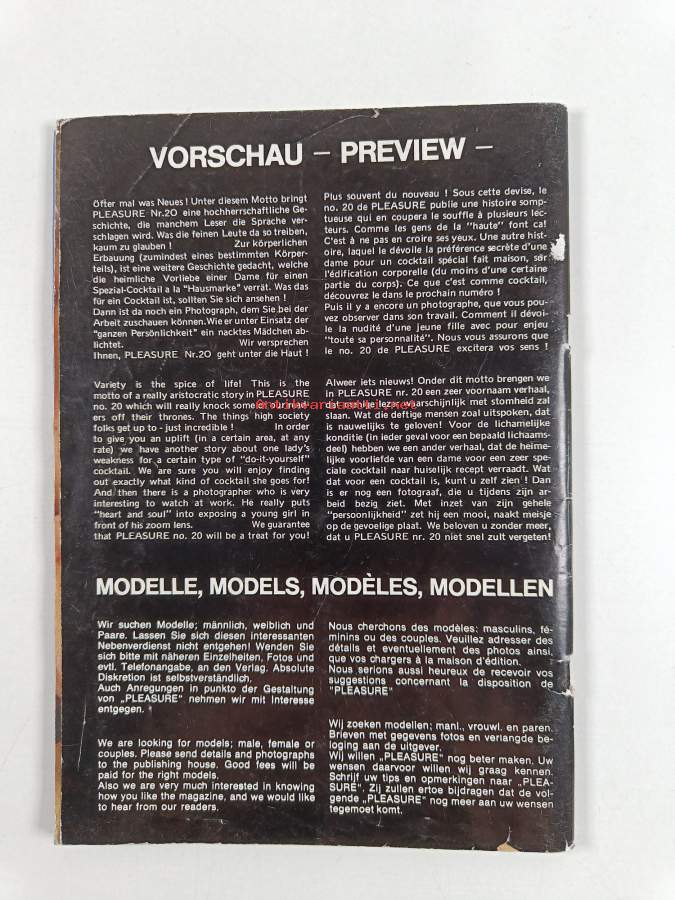 VORSCHAU – PREVIEW –
Öfter mal was Neues! Unter diesem Motto bringt
PLEASURE Nr.20 eine hochherrschaftliche Ge-
schichte, die manchem Leser die Sprache ver-
schlagen wird. Was die feinen Leute da so treiben,
kaum zu glauben ! Zur körperlichen
Erbauung (zumindest eines bestimmten Körper-
teils), ist eine weitere Geschichte gedacht, welche
die heimliche Vorliebe einer Dame für einen
Spezial-Cocktail a la "Hausmarke" verrät. Was das
für ein Cocktail ist, sollten Sie sich ansehen !
Dann ist da noch ein Photograph, dem Sie bei der
Arbeit zuschauen können. Wie er unter Einsatz der
"ganzen Persönlichkeit" ein nacktes Mädchen ab-
lichtet. Wir versprechen
Ihnen, PLEASURE Nr.20 geht unter die Haut !
Plus souvent du nouveau ! Sous cette devise, le
no. 20 de PLEASURE publie une histoire somp-
tueuse qui en coupera le souffle à plusieurs lec-
teurs. Comme les gens de la "haute" font ca!
C'est à ne pas en croire ses yeux. Une autre hist-
oire, laquel le dévoile la préférence secrète d'une
dame pour un cocktail spécial fait maison, sër
l'édification corporelle (du moins d'une certaine
partie du corps). Ce que c'est comme cocktail,
découvrez le dans le prochain numéro !
Puis il y a encore un photographe, que vous pou-
vez observer dans son travail. Comment il dévoi-
le la nudité d'une jeune fille avec pour enjeu
"toute sa personnalité". Nous vous assurons que
le no. 20 de PLEASURE excitera vos sens !
Variety is the spice of life! This is the
motto of a really aristocratic story in PLEASURE
no. 20 which will really knock some of our read-
ers off their thrones. The things high society
folks get up to - just incredible ! In order
to give you an uplift (in a certain area, at any
rate) we have another story about one lady's
weakness for a certain type of "do-it-yourself"
cocktail. We are sure you will enjoy finding
out exactly what kind of cocktail she goes for!
And then there is a photographer who is very
interesting to watch at work. He really puts
"heart and soul" into exposing a young girl in
front of his zoom lens. We guarantee
that PLEASURE no. 20 will be a treat for you!
Alweer iets nieuws! Onder dit motto brengen we
in PLEASURE nr. 20 een zeer voornaam verhaal,
dat onze lezer waarschijnlijk met stomheid zal
slaan. Wat die deftige mensen zoal uitspoken, dat
is nauwelijks te geloven! Voor de lichamelijke
konditie (in ieder geval voor een bepaald lichaams-
deel) hebben we een ander verhaal, dat de heime-
lijke voorliefde van een dame voor een zeer spe-
ciale cocktail naar huiselijk recept verraadt. Wat
dat voor een cocktail is, kunt u zelf zien ! Dan
is er nog een fotograaf, die u tijdens zijn ar-
beid bezig ziet. Met inzet van zijn gehele
"persoonlijkheid" zet hij een mooi, naakt meisje
op de gevoelige plaat. We beloven u zonder meer,
dat u PLEASURE nr. 20 niet snel zult vergeten!
MODELLE, MODELS, MODÈLES, MODELLEN
Wir suchen Modelle; männlich, weiblich und
Paare. Lassen Sie sich diesen interessanten
Nebenverdienst nicht entgehen! Wenden Sie
sich bitte mit näheren Einzelheiten, Fotos und
evtl. Telefonangabe, an den Verlag. Absolute
Diskretion ist selbstverständlich.
Auch Anregungen in punkto der Gestaltung
von „PLEASURE" nehmen wir mit Interesse
entgegen.
Nous cherchons des modèles: masculins, fé-
minins ou des couples. Veuillez adresser des
détails et eventuellement des photos ainsi,
que vos chargers à la maison d'édition.
Nous serions aussi heureux de recevoir vos
suggestions concernant la disposition de
"PLEASURE"
We are looking for models; male, female or
couples. Please send details and photographs
to the publishing house. Good fees will be
paid for the right models.
Also we are very much interested in knowing
how you like the magazine, and we would like
to hear from our readers.
Wij zoeken modellen; manl., vrouwl. en paren.
Brieven met gegevens fotos en verlangde be-
loging aan de uitgever.
Wij willen „PLEASURE" nog beter maken. Uw
wensen daarvoor willen wij graag kennen.
Schrijf uw tips en opmerkingen naar „PLEA-
SURE". Zij zullen ertoe bijdragen dat de vol-
gende „PLEASURE" nog meer aan uw wensen
tegemoet komt.